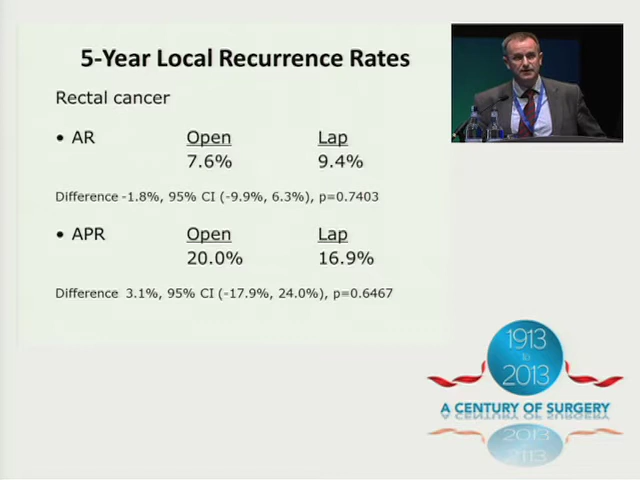 5-Year Local Recurrence Rates
Rectal cancer
• AR Open Lap
7.6% 9.4%
Difference -1.8%, 95% CI (-9.9%, 6.3%), p=0.7403
• APR Open Lap
20.0% 16.9%
Difference 3.1%, 95% CI (-17.9%, 24.0%), p=0.6467
1913
to
2013
A CENTURY OF SURGERY